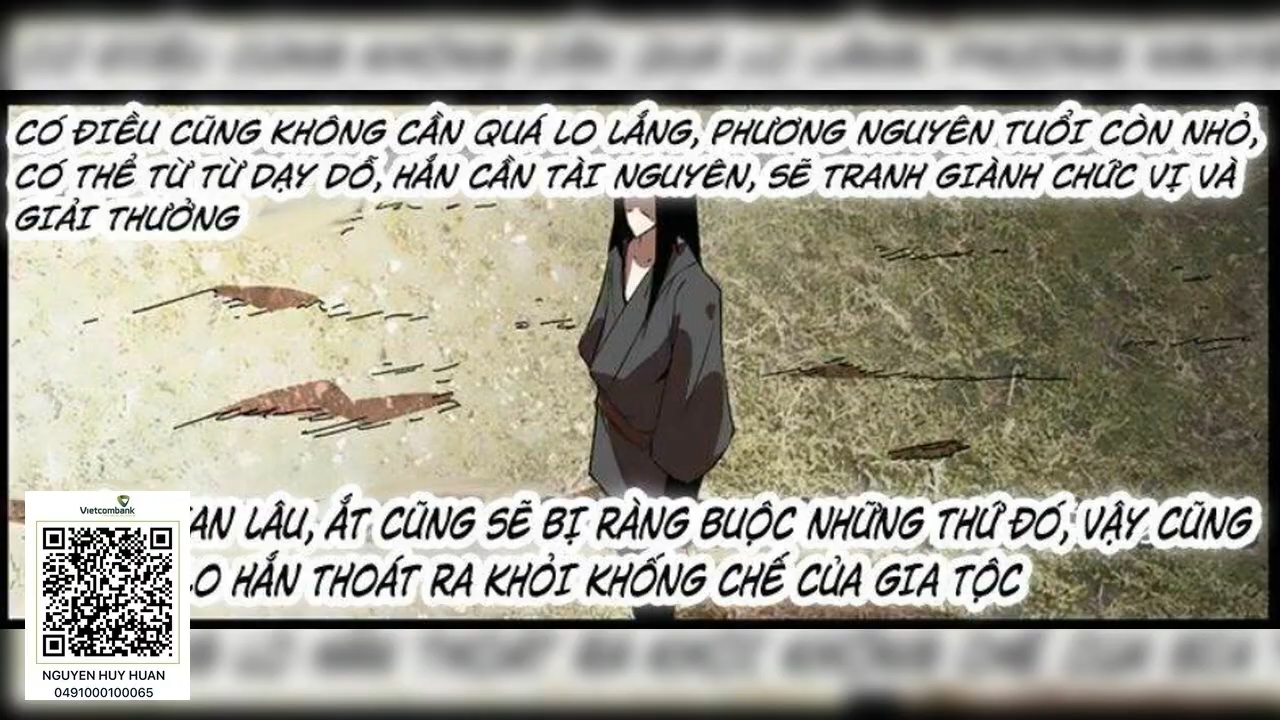 CÓ ĐIỀU CŨNG KHÔNG CẦN QUÁ LO LẮNG, PHƯƠNG NGUYÊN TUỔI CÒN NHỎ,
CÓ THỂ TỪ TỪ DẠY DỖ, HẮN CẦN TÀI NGUYÊN, SẼ TRANH GIÀNH CHỨC VỊ VÀ
GIẢI THƯỞNG
LÂU, ẮT CŨNG SẼ BỊ RÀNG BUỘC NHỮNG THỨ ĐÓ, VẬY CŨNG
HẮN THOÁT RA KHỎI KHỐNG CHẾ CỦA GIA TỘC
Vietcombank
NGUYEN HUY HUAN
0491000100065